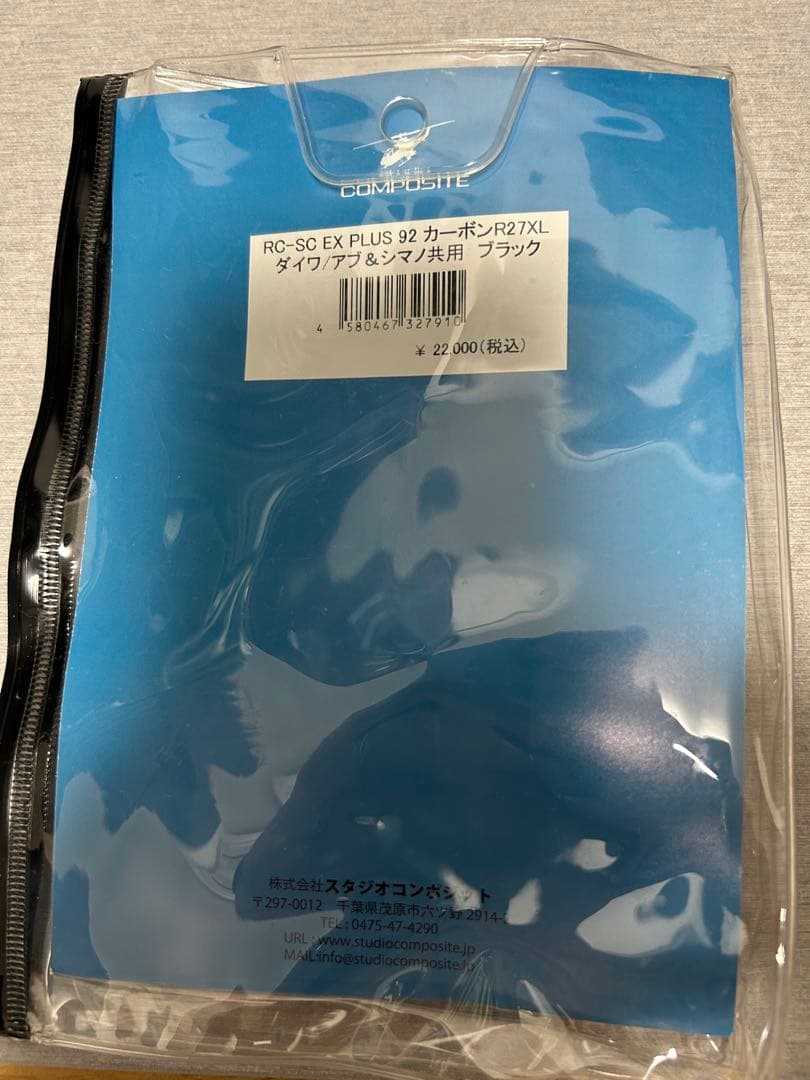 COMPOSITE
RC-SC EX PLUS 92 カーボンR27XL
ダイワ/アブ&シマノ共用 ブラック
4 580467 327910
¥ 22,000(税込)
株式会社スタジオコンポジット
〒297-0012 千葉県茂原市六ツ野 2914-
TEL : 0475-47-4290
URL : www.studiocomposite.jp
MAIL:info@studiocomposite.jp